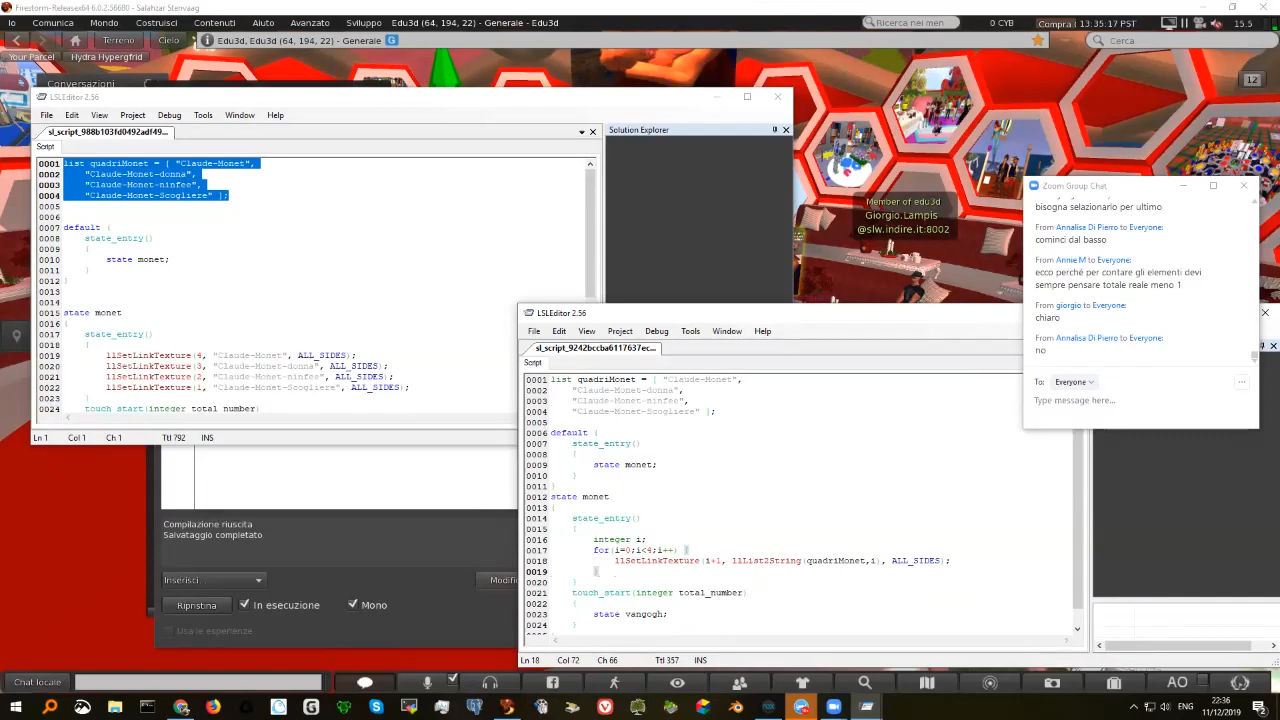 Firestorm-Releasex64 6.0.2.56680 - Salahzar Stenvaag
Io Comunica Mondo Costruisci Contenuti Aiuto Avanzato Sviluppo Edu3d (64, 194, 22) - Generale - Edu3d
Ricerca nei men
0 CYB
Compra
13:35:17 PST
15.5
Terreno Cielo
Edu3d, Edu3d (64, 194, 22) - Generale G
Cerca
Your Parcel Hydra Hypergrid
12
Conversazioni
LSLEditor 2.56
File Edit View Project Debug Tools Window Help
sl_script_988b103fd0492adf49...
Script
0001 list quadriMonet = [ "Claude-Monet",
0002 "Claude-Monet-donna",
0003 "Claude-Monet-ninfee",
0004 "Claude-Monet-Scogliere" ];
0005
0006
0007 default {
0008 state_entry()
0009 {
0010 state monet;
0011 }
0012 }
0013
0014
0015 state monet
0016 {
0017 state_entry()
0018 {
0019 llSetLinkTexture(4, "Claude-Monet", ALL_SIDES);
0020 llSetLinkTexture(3, "Claude-Monet-donna", ALL_SIDES);
0021 llSetLinkTexture(2, "Claude-Monet-ninfee", ALL_SIDES);
0022 llSetLinkTexture(1, "Claude-Monet-Scogliere", ALL_SIDES);
0023 }
0024 touch_start(integer total_number)
Ln 1 Col 1 Ch 1 Ttl 792 INS
Solution Explorer
Member of edu3d
Giorgio.Lampis
@slw.indire.it:8002
Zoom Group Chat
bisogna selazionarlo per ultimo
From Annalisa Di Pierro to Everyone:
cominci dal basso
From Annie M to Everyone:
ecco perché per contare gli elementi devi
sempre pensare totale reale meno 1
From giorgio to Everyone:
chiaro
From Annalisa Di Pierro to Everyone:
no
To: Everyone
Type message here...
LSLEditor 2.56
File Edit View Project Debug Tools Window Help
sl_script_9242bccba6117637ec...
Script
0001 list quadriMonet = [ "Claude-Monet",
0002 "Claude-Monet-donna",
0003 "Claude-Monet-ninfee",
0004 "Claude-Monet-Scogliere" ];
0005
0006 default {
0007 state_entry()
0008 {
0009 state monet;
0010 }
0011 }
0012 state monet
0013 {
0014 state_entry()
0015 {
0016 integer i;
0017 for(i=0;i<4;i++) {
0018 llSetLinkTexture(i+1, llList2String(quadriMonet,i), ALL_SIDES);
0019 }
0020 }
0021 touch_start(integer total_number)
0022 {
0023 state vangogh;
0024 }
Ln 18 Col 72 Ch 66 Ttl 357 INS
Compilazione riuscita
Salvataggio completato
Inserisci
Modific
Ripristina
In esecuzione
Mono
Usa le esperienze
Chat locale
AO
ENG
22:36
11/12/2019